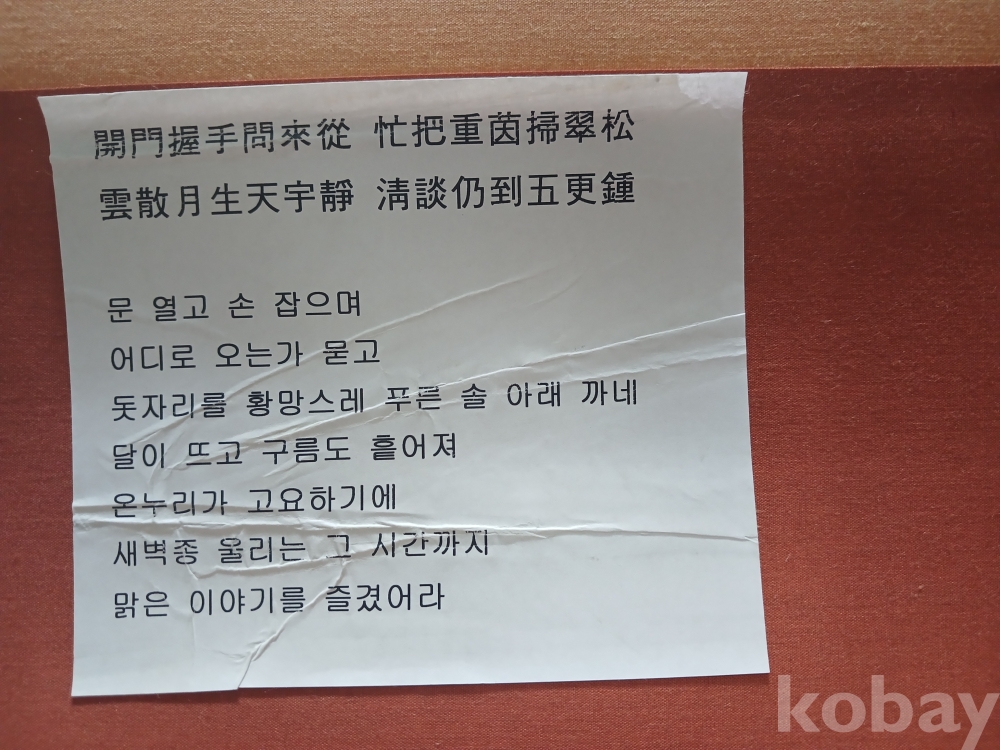 開門握手問來從 忙把重茵掃翠松
雲散月生天宇靜 淸談仍到五更鍾
문 열고 손 잡으며
어디로 오는가 묻고
돗자리를 황망스레 푸른 솔 아래 까네
달이 뜨고 구름도 흩어져
온누리가 고요하기에
새벽종 울리는 그 시간까지
맑은 이야기를 즐겼어라
kobay